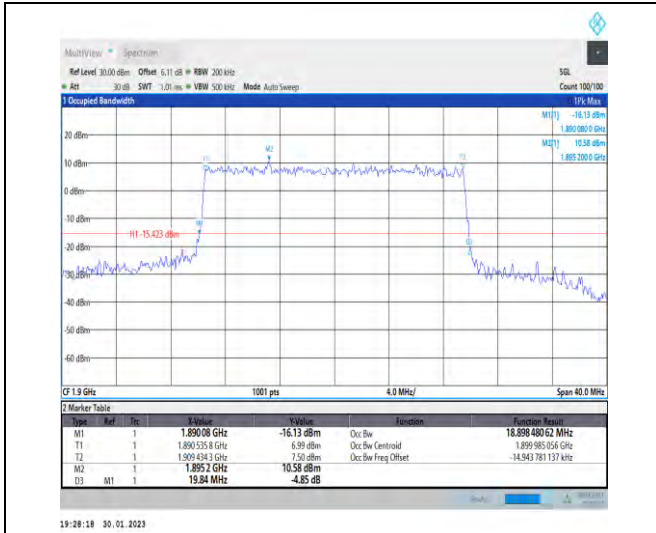 MultiView Spectrum
Ref Level 30.00 dBm Offset 6.11 dB RBW 200 kHz SGL
Att 30 dB SWT 1.01 ms VBW 500 kHz Mode Auto Sweep Count 100/100
1 Occupied Bandwidth 1Pk Max
M1[1] -16.13 dBm
1.890 080 0 GHz
M2[1] 10.58 dBm
1.895 200 0 GHz
20 dBm
M2
T2
10 dBm
0 dBm
-10 dBm
H1 -15.423 dBm
-20 dBm
-30 dBm
-40 dBm
-50 dBm
-60 dBm
CF 1.9 GHz 1001 pts 4.0 MHz/ Span 40.0 MHz
2 Marker Table
Type Ref Trc X-Value Y-Value Function Function Result
M1 1 1.890 08 GHz -16.13 dBm Occ Bw 18.898 480 62 MHz
T1 1 1.890 535 8 GHz 6.99 dBm Occ Bw Centroid 1.899 985 056 GHz
T2 1 1.909 434 3 GHz 7.50 dBm Occ Bw Freq Offset -14.943 781 137 kHz
M2 1 1.895 2 GHz 10.58 dBm
D3 M1 1 19.84 MHz -4.85 dB
19:28:18 30.01.2023